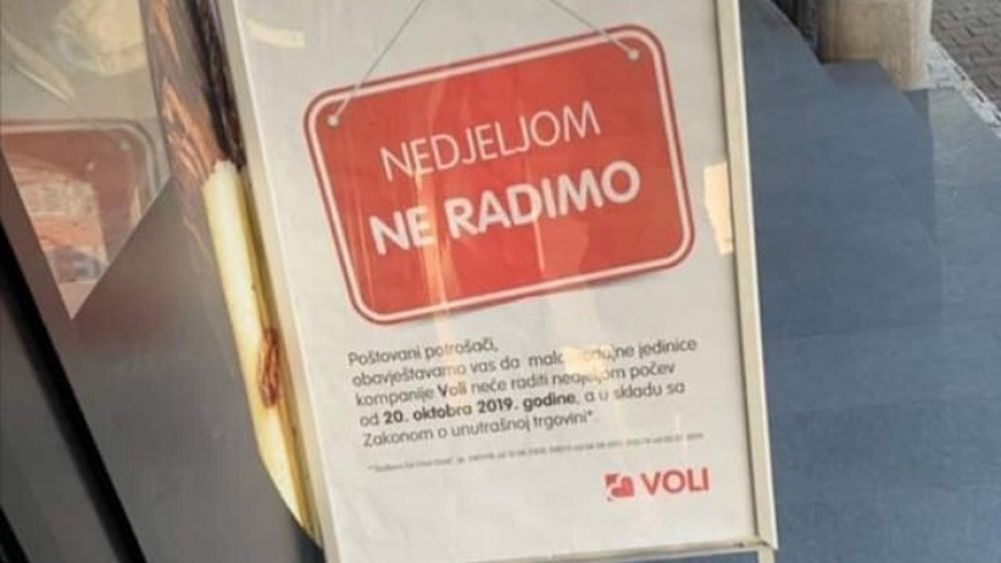 NEDJELJOM
NE RADIMO
Poštovani potrošači,
obavještavamo vas da jedinice
kompanije Voli neće raditi nedjeljom počev
od 20. oktobra 2019. godine, a u skladu sa
Zakonom o unutrašnoj trgovini*.
VOLI